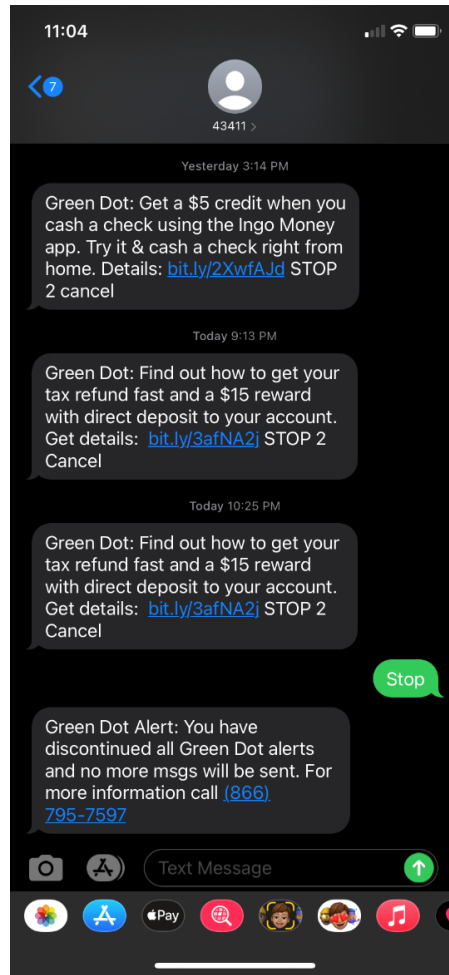 11:04
7
43411 >
Yesterday 3:14 PM
Green Dot: Get a $5 credit when you
cash a check using the Ingo Money
app. Try it & cash a check right from
home. Details: bit.ly/2XwfAJd STOP
2 cancel
Today 9:13 PM
Green Dot: Find out how to get your
tax refund fast and a $15 reward
with direct deposit to your account.
Get details:  bit.ly/3afNA2j STOP 2
Cancel
Today 10:25 PM
Green Dot: Find out how to get your
tax refund fast and a $15 reward
with direct deposit to your account.
Get details:  bit.ly/3afNA2j STOP 2
Cancel
Stop
Green Dot Alert: You have
discontinued all Green Dot alerts
and no more msgs will be sent. For
more information call (866)
795-7597
Text Message
Pay